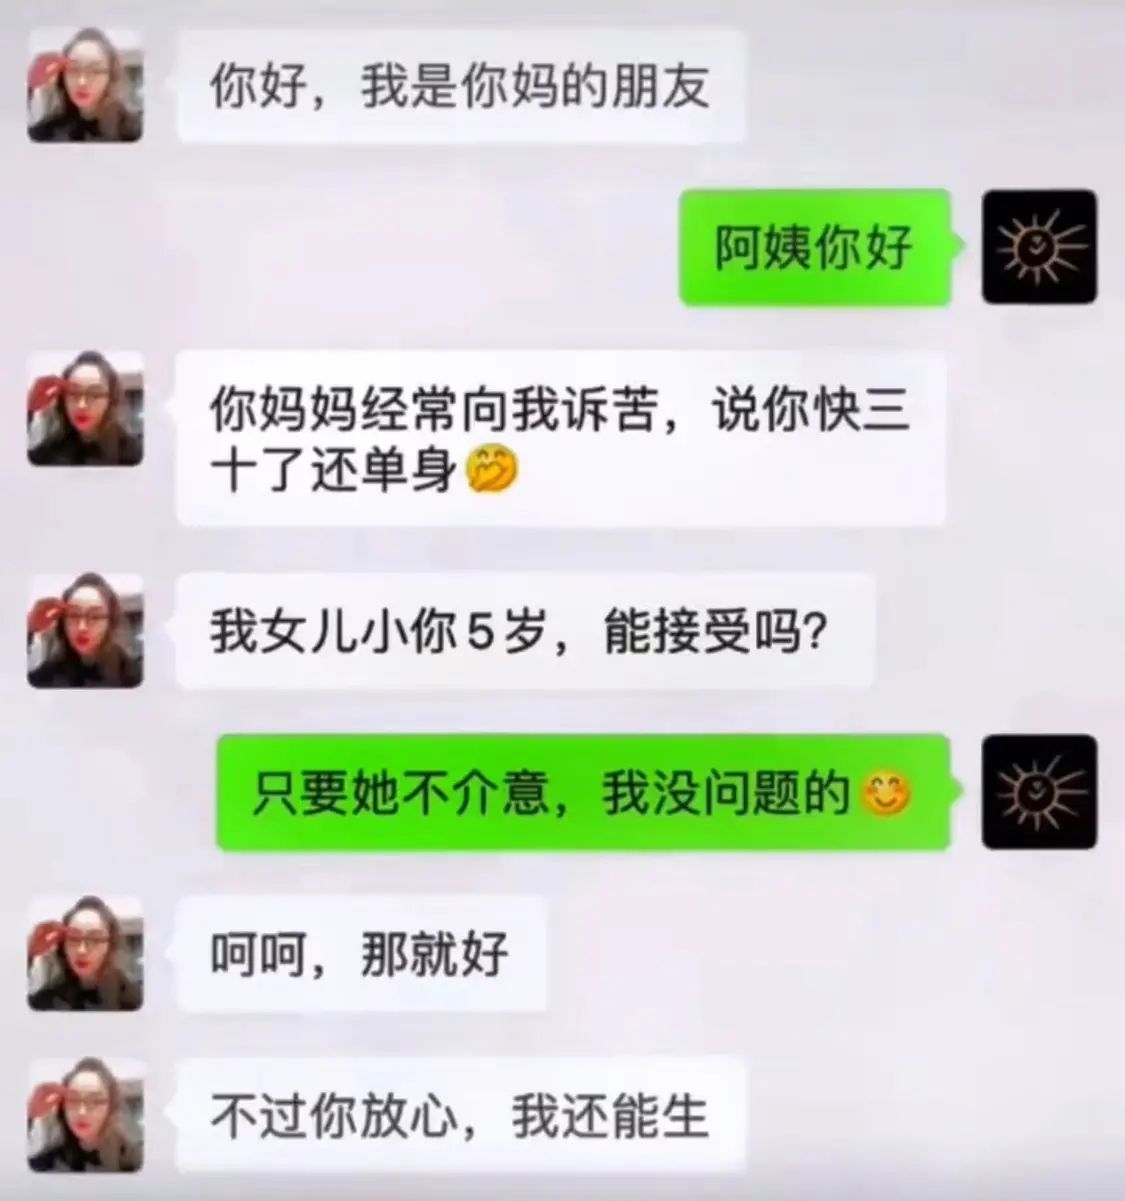 你好，我是你妈的朋友
阿姨你好
你妈妈经常向我诉苦，说你快三
十了还单身🤭
我女儿小你5岁，能接受吗？
只要她不介意，我没问题的😊
呵呵，那就好
不过你放心，我还能生